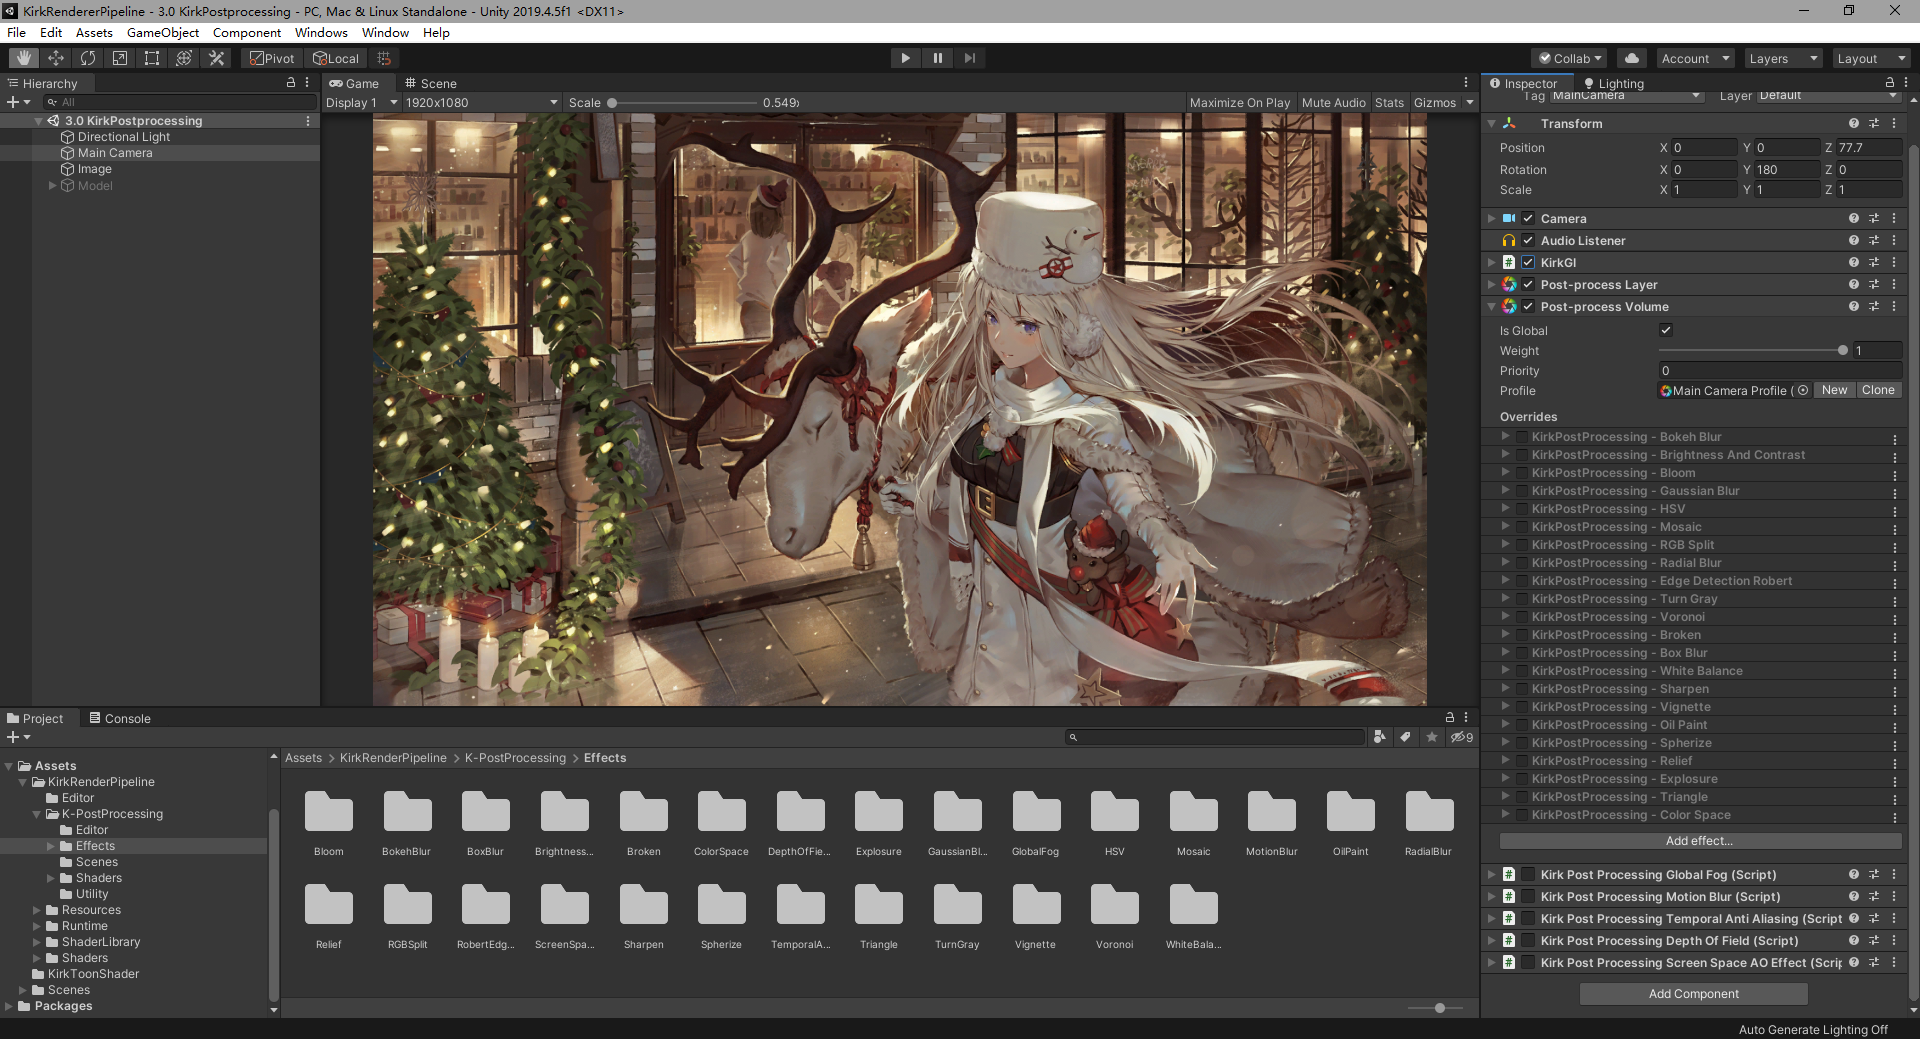 KirkRendererPipeline - 3.0 KirkPostprocessing - PC, Mac & Linux Standalone - Unity 2019.4.5f1 <DX11>
File Edit Assets GameObject Component Tools Window Help
Pivot Local Collab Account Layers Layout
Hierarchy
All
3.0 KirkPostprocessing
Directional Light
Main Camera
Image
Model
Game Scene
Display 1 1920x1080 Scale 0.549x Maximize On Play Mute Audio Stats Gizmos
Inspector Lighting
Tag MainCamera Layer Default
Transform
Position X 0 Y 0 Z 77.7
Rotation X 0 Y 180 Z 0
Scale X 1 Y 1 Z 1
Camera
Audio Listener
KirkGI
Post-process Layer
Post-process Volume
Is Global
Weight 1
Priority 0
Profile Main Camera Profile ( New Clone
Overrides
KirkPostProcessing - Bokeh Blur
KirkPostProcessing - Brightness And Contrast
KirkPostProcessing - Bloom
KirkPostProcessing - Gaussian Blur
KirkPostProcessing - HSV
KirkPostProcessing - Mosaic
KirkPostProcessing - RGB Split
KirkPostProcessing - Radial Blur
KirkPostProcessing - Edge Detection Robert
KirkPostProcessing - Turn Gray
KirkPostProcessing - Voronoi
KirkPostProcessing - Broken
KirkPostProcessing - Box Blur
KirkPostProcessing - White Balance
KirkPostProcessing - Sharpen
KirkPostProcessing - Vignette
KirkPostProcessing - Oil Paint
KirkPostProcessing - Spherize
KirkPostProcessing - Relief
KirkPostProcessing - Explosure
KirkPostProcessing - Triangle
KirkPostProcessing - Color Space
Add effect...
Kirk Post Processing Global Fog (Script)
Kirk Post Processing Motion Blur (Script)
Kirk Post Processing Temporal Anti Aliasing (Script
Kirk Post Processing Depth Of Field (Script)
Kirk Post Processing Screen Space AO Effect (Scrip
Add Component
Project Console
9
Assets
KirkRenderPipeline
Editor
K-PostProcessing
Editor
Effects
Scenes
Shaders
Utility
Resources
Runtime
ShaderLibrary
Shaders
KirkToonShader
Scenes
Packages
Assets > KirkRenderPipeline > K-PostProcessing > Effects
Bloom BokehBlur BoxBlur Brightness... Broken ColorSpace DepthOfFie... Explosure GaussianBl... GlobalFog HSV Mosaic MotionBlur OilPaint RadialBlur
Relief RGBSplit RobertEdg... ScreenSpa... Sharpen Spherize TemporalA... Triangle TurnGray Vignette Voronoi WhiteBala...
Auto Generate Lighting Off